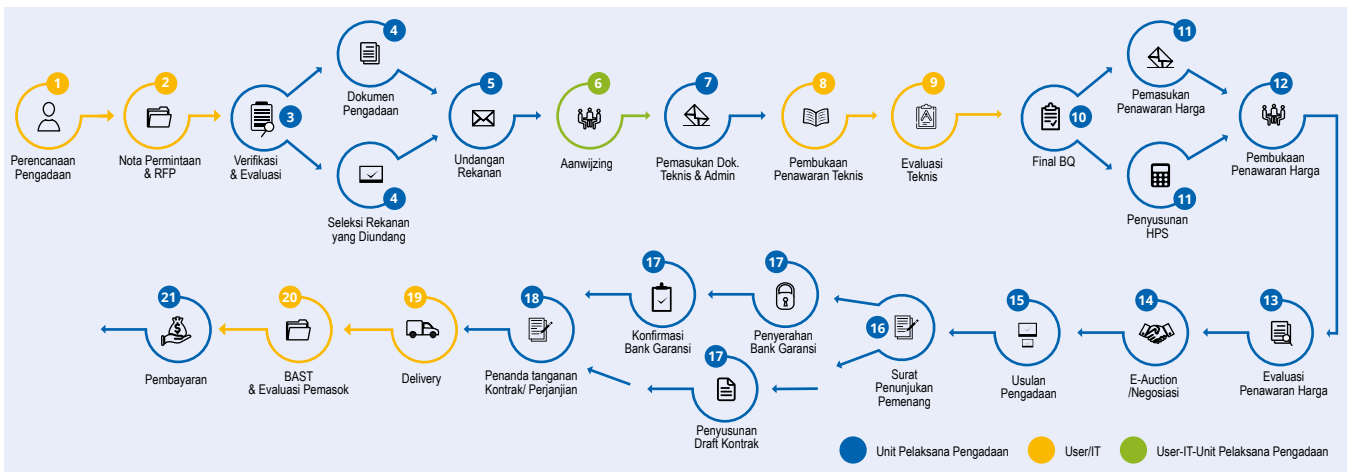 1
Perencanaan
Pengadaan
2
Nota Permintaan
& RFP
3
Verifikasi
& Evaluasi
4
Dokumen
Pengadaan
4
Seleksi Rekanan
yang Diundang
5
Undangan
Rekanan
6
Aanwijzing
7
Pemasukan Dok.
Teknis & Admin
8
Pembukaan
Penawaran Teknis
9
Evaluasi
Teknis
10
Final BQ
11
Pemasukan
Penawaran Harga
11
Penyusunan
HPS
12
Pembukaan
Penawaran Harga
13
Evaluasi
Penawaran Harga
14
E-Auction
/Negosiasi
15
Usulan
Pengadaan
16
Surat
Penunjukan
Pemenang
17
Penyerahan
Bank Garansi
17
Konfirmasi
Bank Garansi
17
Penyusunan
Draft Kontrak
18
Penanda tanganan
Kontrak/ Perjanjian
19
Delivery
20
BAST
& Evaluasi Pemasok
21
Pembayaran
Unit Pelaksana Pengadaan
User/IT
User-IT-Unit Pelaksana Pengadaan